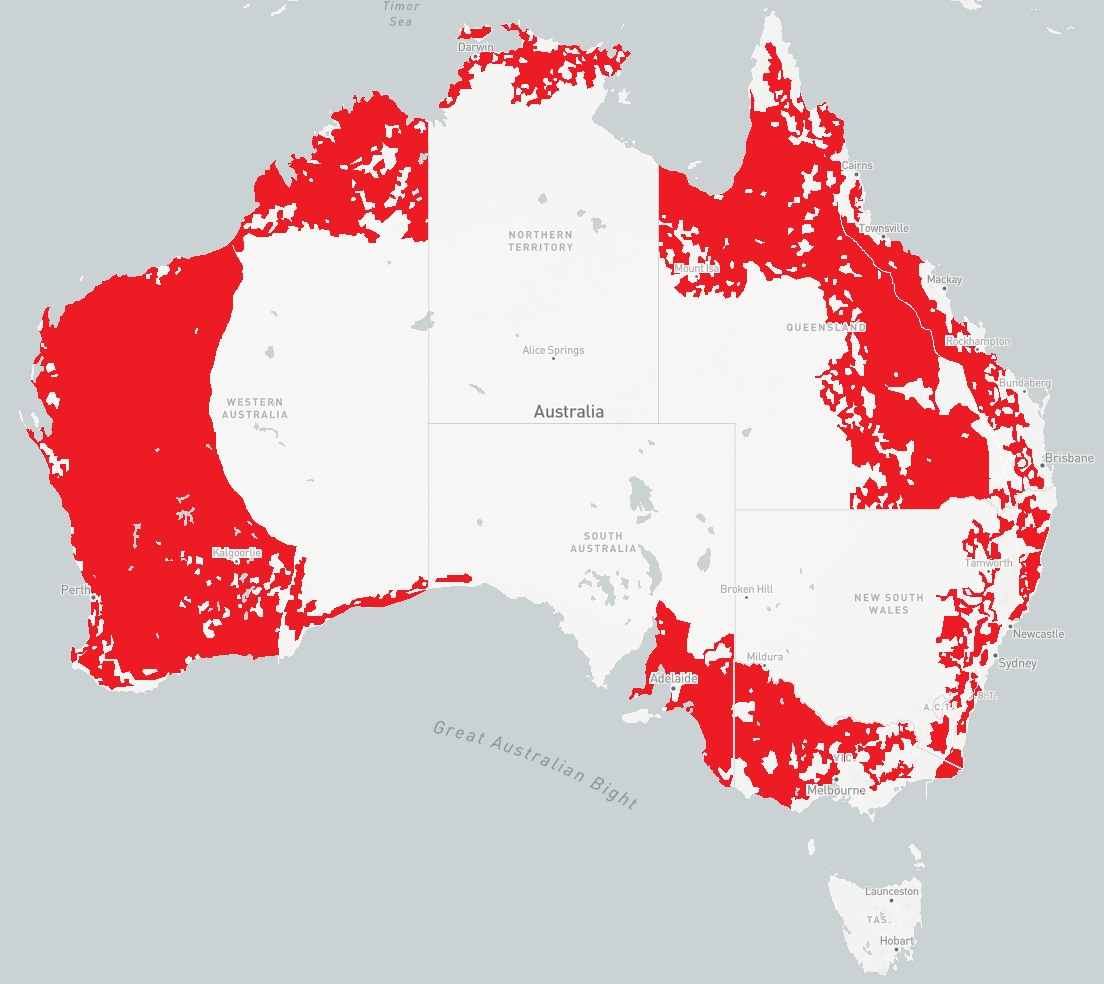 Timor
Sea
Darwin
Cairns
Townsville
NORTHERN
TERRITORY
Mount Isa
Mackay
QUEENSLAND
Rockhampton
Alice Springs
Bundaberg
WESTERN
AUSTRALIA
Australia
Brisbane
SOUTH
AUSTRALIA
Kalgoorlie
Tamworth
Perth
Broken Hill
NEW SOUTH
WALES
Newcastle
Mildura
Sydney
Adelaide
J.B.T.
A.C.T.
Great Australian Bight
VIC.
Melbourne
Launceston
TAS.
Hobart